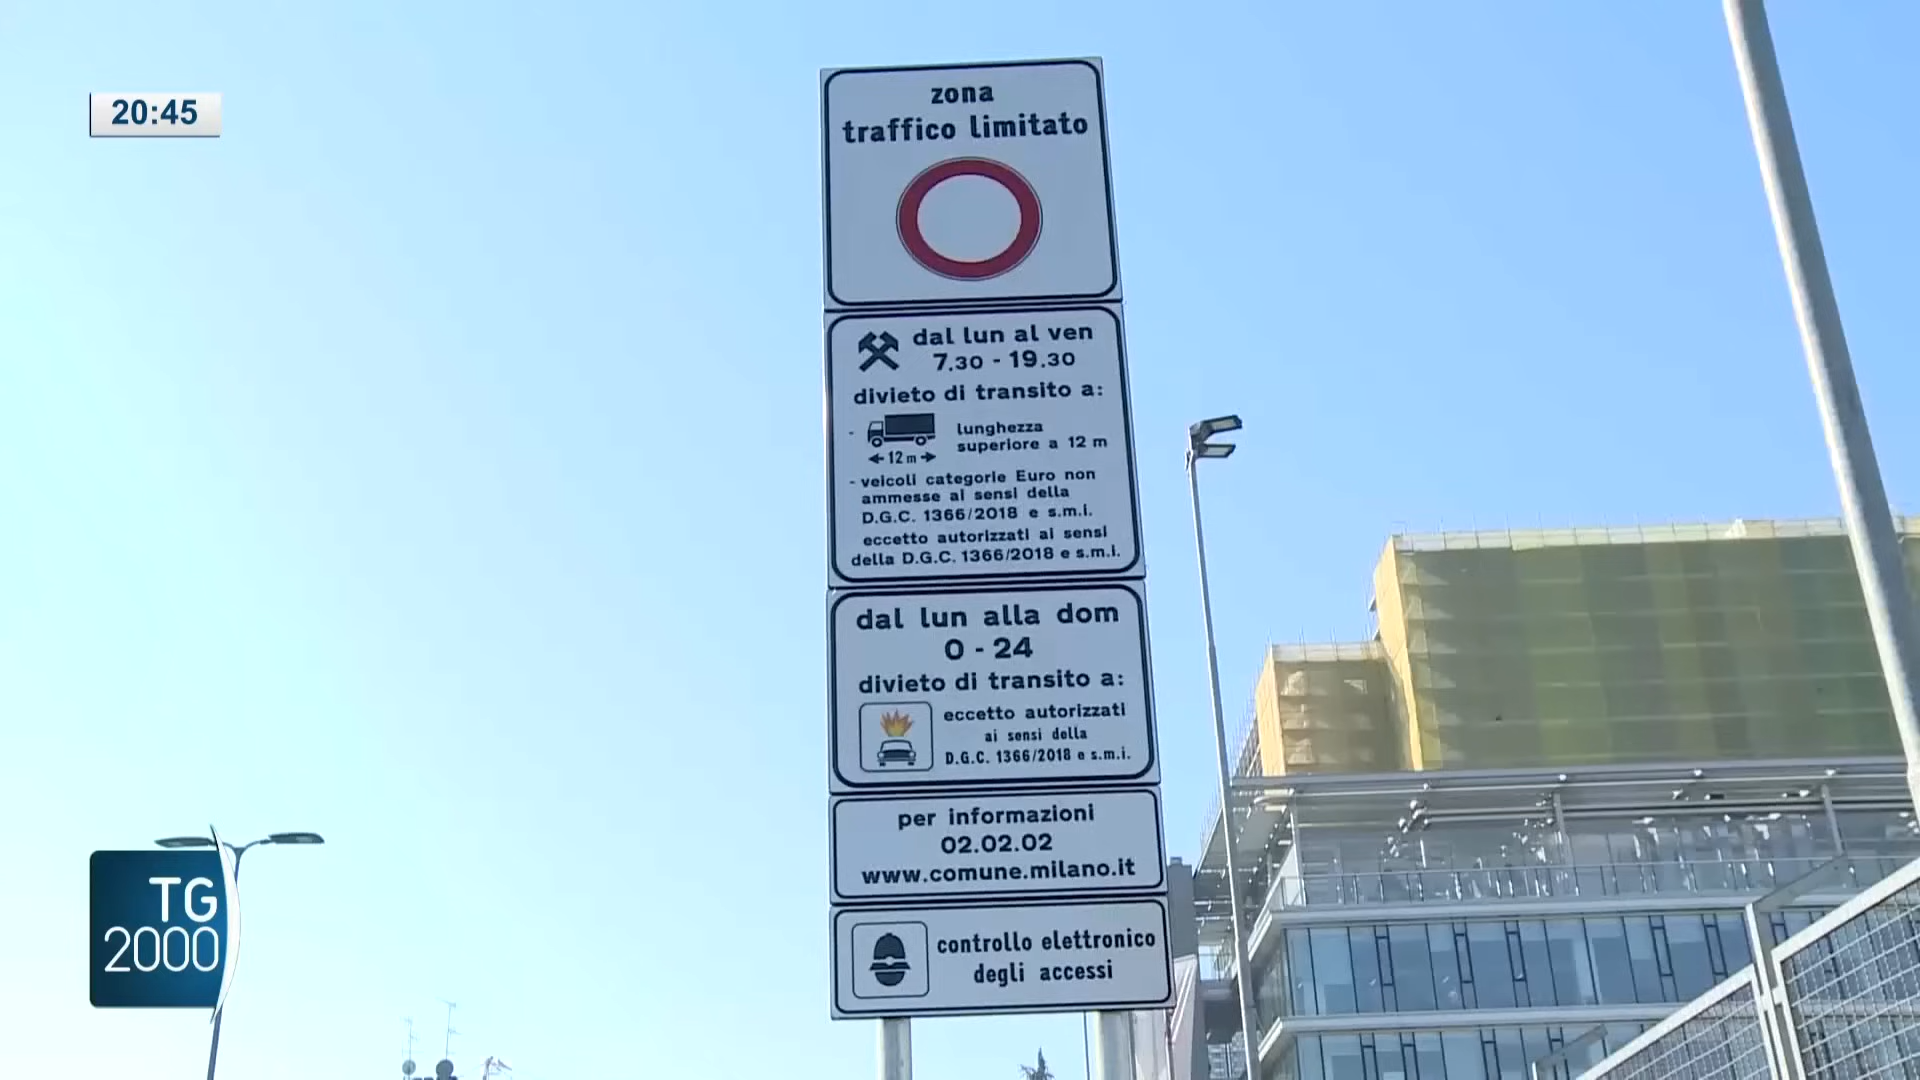 20:45
zona
traffico limitato
dal lun al ven
7.30 - 19.30
divieto di transito a:
- lunghezza
superiore a 12 m
12 m
- veicoli categorie Euro non
ammesse ai sensi della
D.G.C. 1366/2018 e s.m.i.
eccetto autorizzati ai sensi
della D.G.C. 1366/2018 e s.m.i.
dal lun alla dom
0 - 24
divieto di transito a:
eccetto autorizzati
ai sensi della
D.G.C. 1366/2018 e s.m.i.
per informazioni
02.02.02
www.comune.milano.it
controllo elettronico
degli accessi
TG
2000